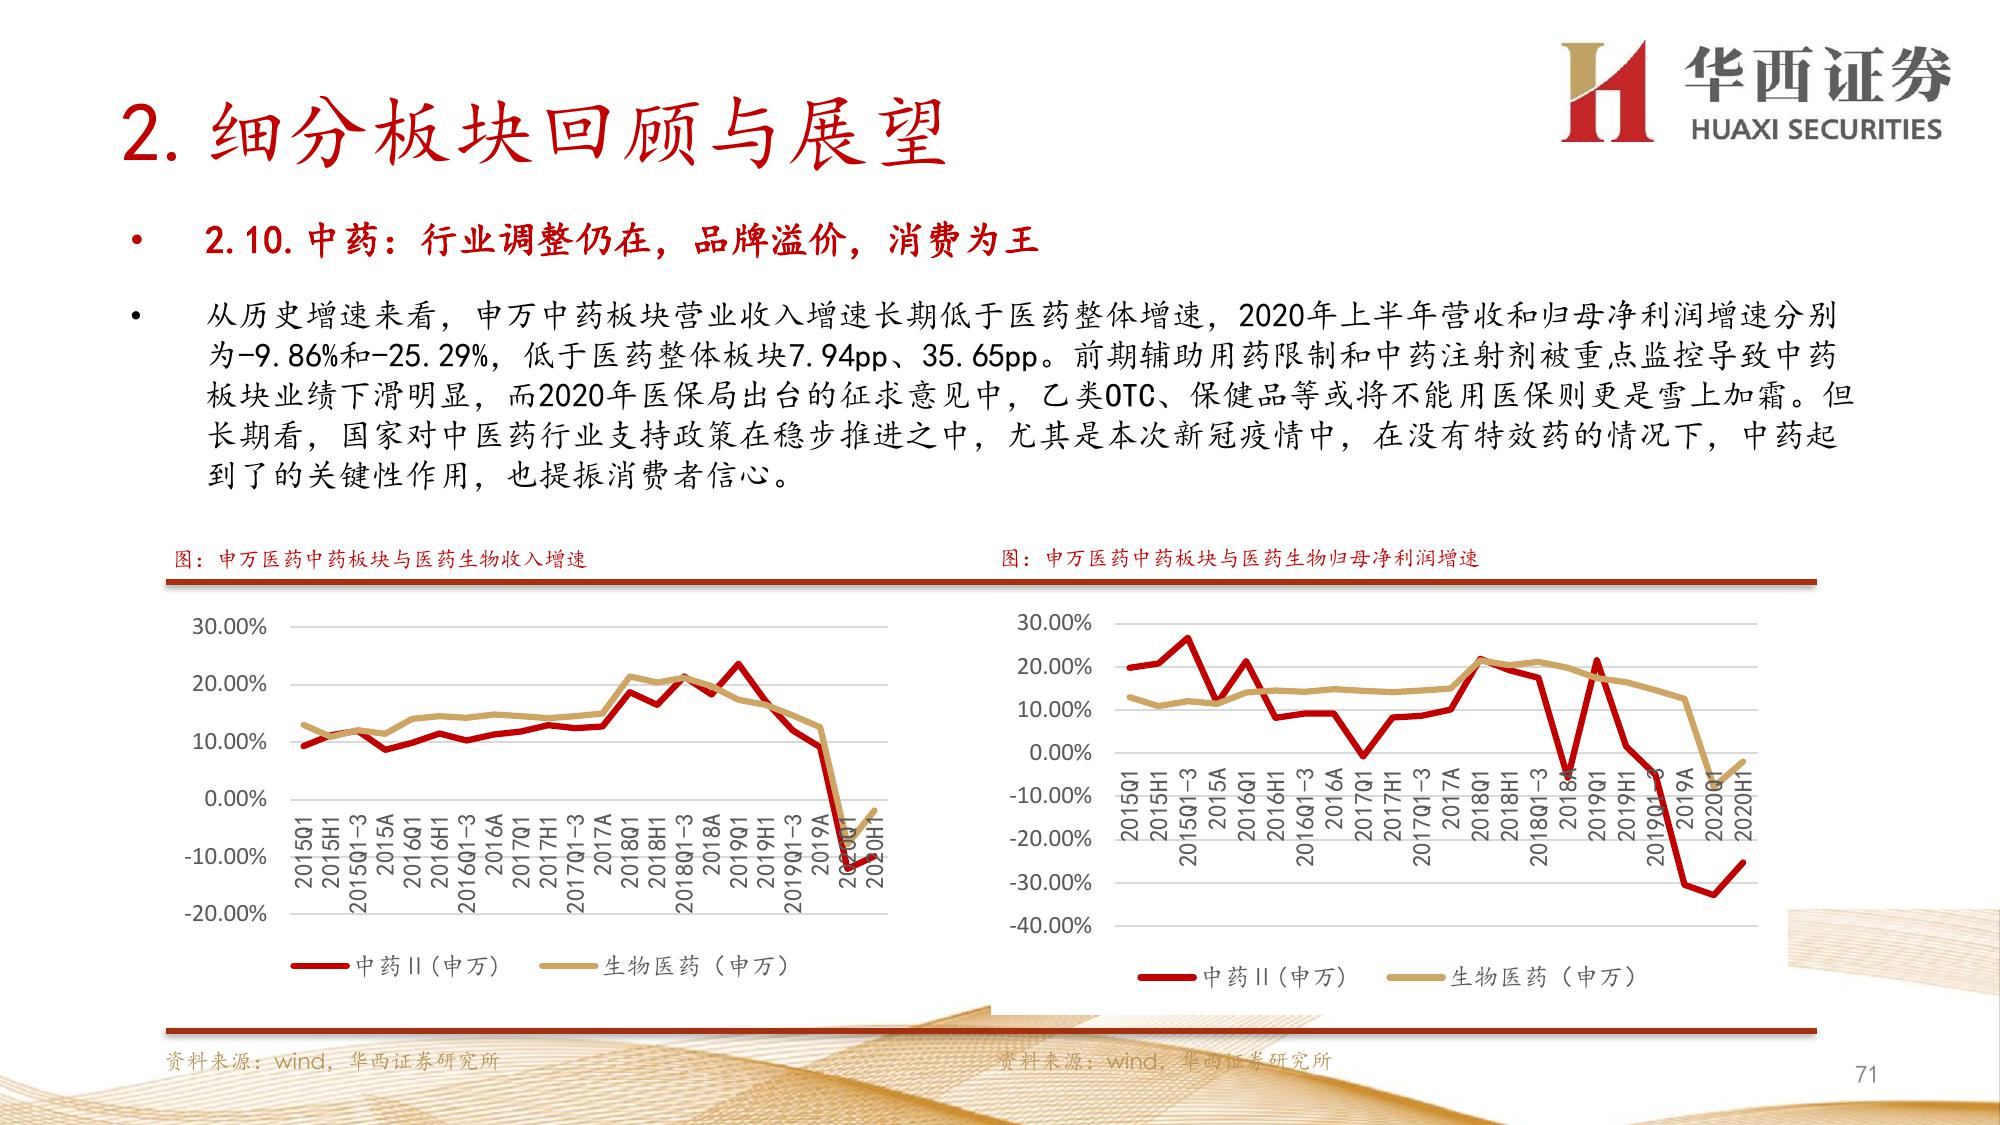 华西证券
HUAXI SECURITIES
2. 细分板块回顾与展望
• 2.10. 中药：行业调整仍在，品牌溢价，消费为王
• 从历史增速来看，申万中药板块营业收入增速长期低于医药整体增速，2020年上半年营收和归母净利润增速分别
为-9.86%和-25.29%，低于医药整体板块7.94pp、35.65pp。前期辅助用药限制和中药注射剂被重点监控导致中药
板块业绩下滑明显，而2020年医保局出台的征求意见中，乙类OTC、保健品等或将不能用医保则更是雪上加霜。但
长期看，国家对中医药行业支持政策在稳步推进之中，尤其是本次新冠疫情中，在没有特效药的情况下，中药起
到了的关键性作用，也提振消费者信心。
图：申万医药中药板块与医药生物收入增速
30.00%
20.00%
10.00%
0.00%
-10.00%
-20.00%
2015Q1
2015H1
2015Q1-3
2015A
2016Q1
2016H1
2016Q1-3
2016A
2017Q1
2017H1
2017Q1-3
2017A
2018Q1
2018H1
2018Q1-3
2018A
2019Q1
2019H1
2019Q1-3
2019A
2020Q1
2020H1
中药II(申万)
生物医药（申万）
图：申万医药中药板块与医药生物归母净利润增速
30.00%
20.00%
10.00%
0.00%
-10.00%
-20.00%
-30.00%
-40.00%
2015Q1
2015H1
2015Q1-3
2015A
2016Q1
2016H1
2016Q1-3
2016A
2017Q1
2017H1
2017Q1-3
2017A
2018Q1
2018H1
2018Q1-3
2018A
2019Q1
2019H1
2019Q1-3
2019A
2020Q1
2020H1
中药II(申万)
生物医药（申万）
资料来源：wind，华西证券研究所
资料来源：wind，华西证券研究所
71